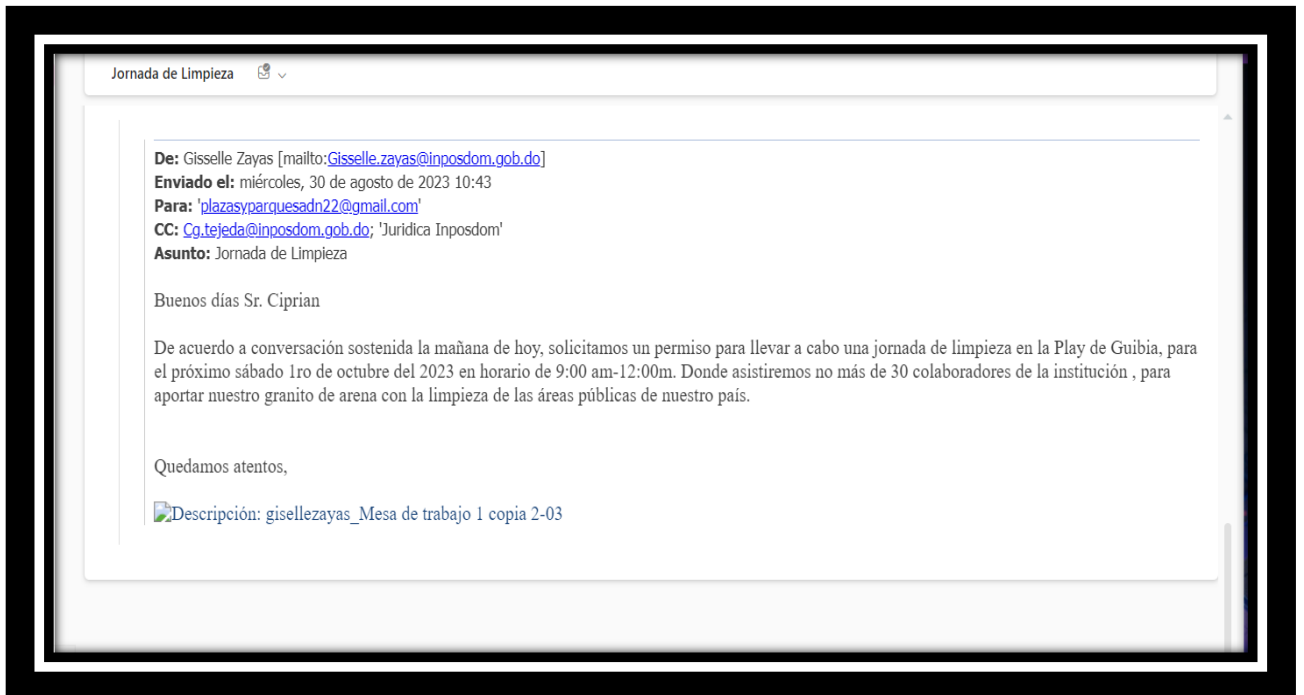 Jornada de Limpieza
De: Gisselle Zayas [mailto:Gisselle.zayas@inposdom.gob.do]
Enviado el: miércoles, 30 de agosto de 2023 10:43
Para: 'plazasyparquesadn22@gmail.com'
CC: Cg.tejeda@inposdom.gob.do; 'Juridica Inposdom'
Asunto: Jornada de Limpieza
Buenos días Sr. Ciprian
De acuerdo a conversación sostenida la mañana de hoy, solicitamos un permiso para llevar a cabo una jornada de limpieza en la Play de Guibia, para
el próximo sábado 1ro de octubre del 2023 en horario de 9:00 am-12:00m. Donde asistiremos no más de 30 colaboradores de la institución , para
aportar nuestro granito de arena con la limpieza de las áreas públicas de nuestro país.
Quedamos atentos,
Descripción: gisellezayas_Mesa de trabajo 1 copia 2-03